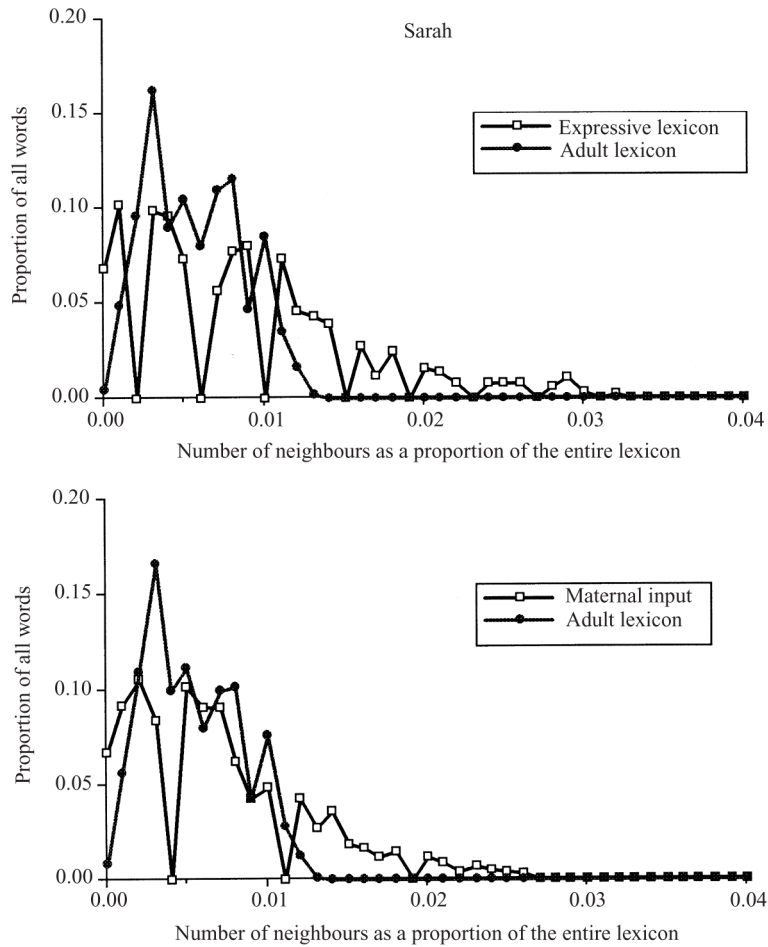 Sarah
0.20
0.15
0.10
0.05
0.00
Proportion of all words
Expressive lexicon
Adult lexicon
0.00 0.01 0.02 0.03 0.04
Number of neighbours as a proportion of the entire lexicon
0.20
0.15
0.10
0.05
0.00
Proportion of all words
Maternal input
Adult lexicon
0.00 0.01 0.02 0.03 0.04
Number of neighbours as a proportion of the entire lexicon